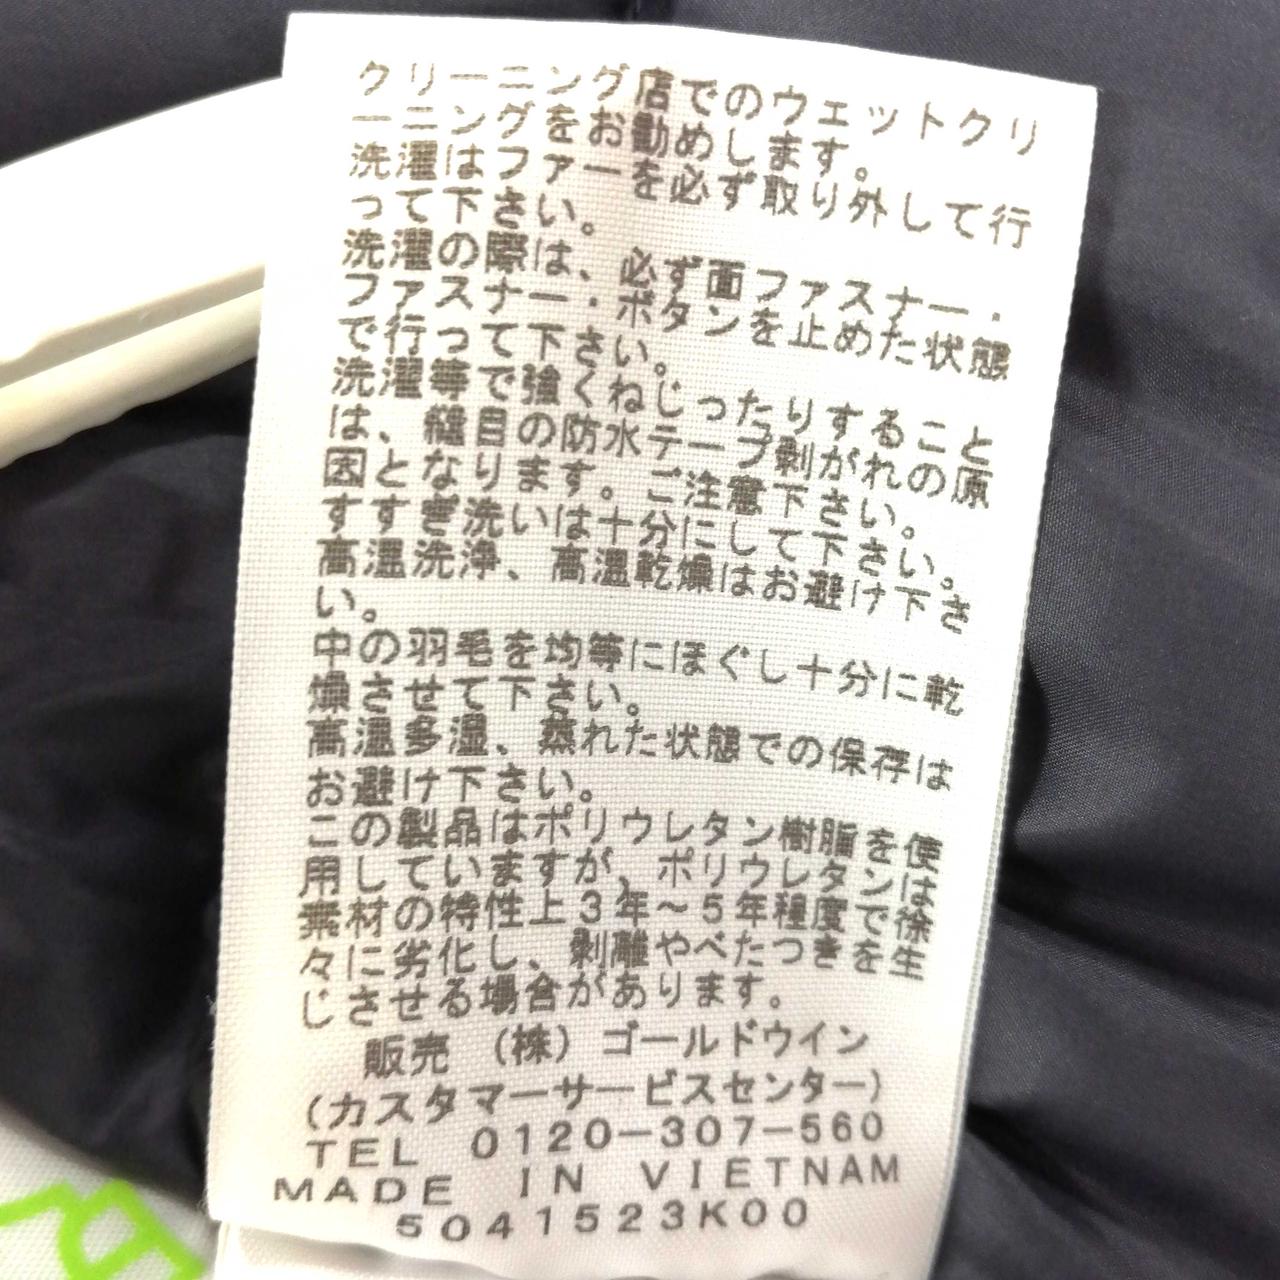 クリーニング店でのウェットクリ
ーニングをお勧めします。
洗濯はファーを必ず取り外して行
って下さい。
洗濯の際は、必ず面ファスナー・
ファスナー・ボタンを止めた状態
で行って下さい。
洗濯等で強くねじったりすること
は、縫目の防水テープ剥がれの原
因となります。ご注意下さい。
すすぎ洗いは十分にして下さい。
高温洗浄、高温乾燥はお避け下さ
い。
中の羽毛を均等にほぐし十分に乾
燥させて下さい。
高温多湿、蒸れた状態での保存は
お避け下さい。
この製品はポリウレタン樹脂を使
用していますが、ポリウレタンは
素材の特性上3年～5年程度で徐
々に劣化し、剥離やべたつきを生
じさせる場合があります。
販売 (株) ゴールドウイン
(カスタマーサービスセンター)
TEL 0120-307-560
MADE IN VIETNAM
5041523K00